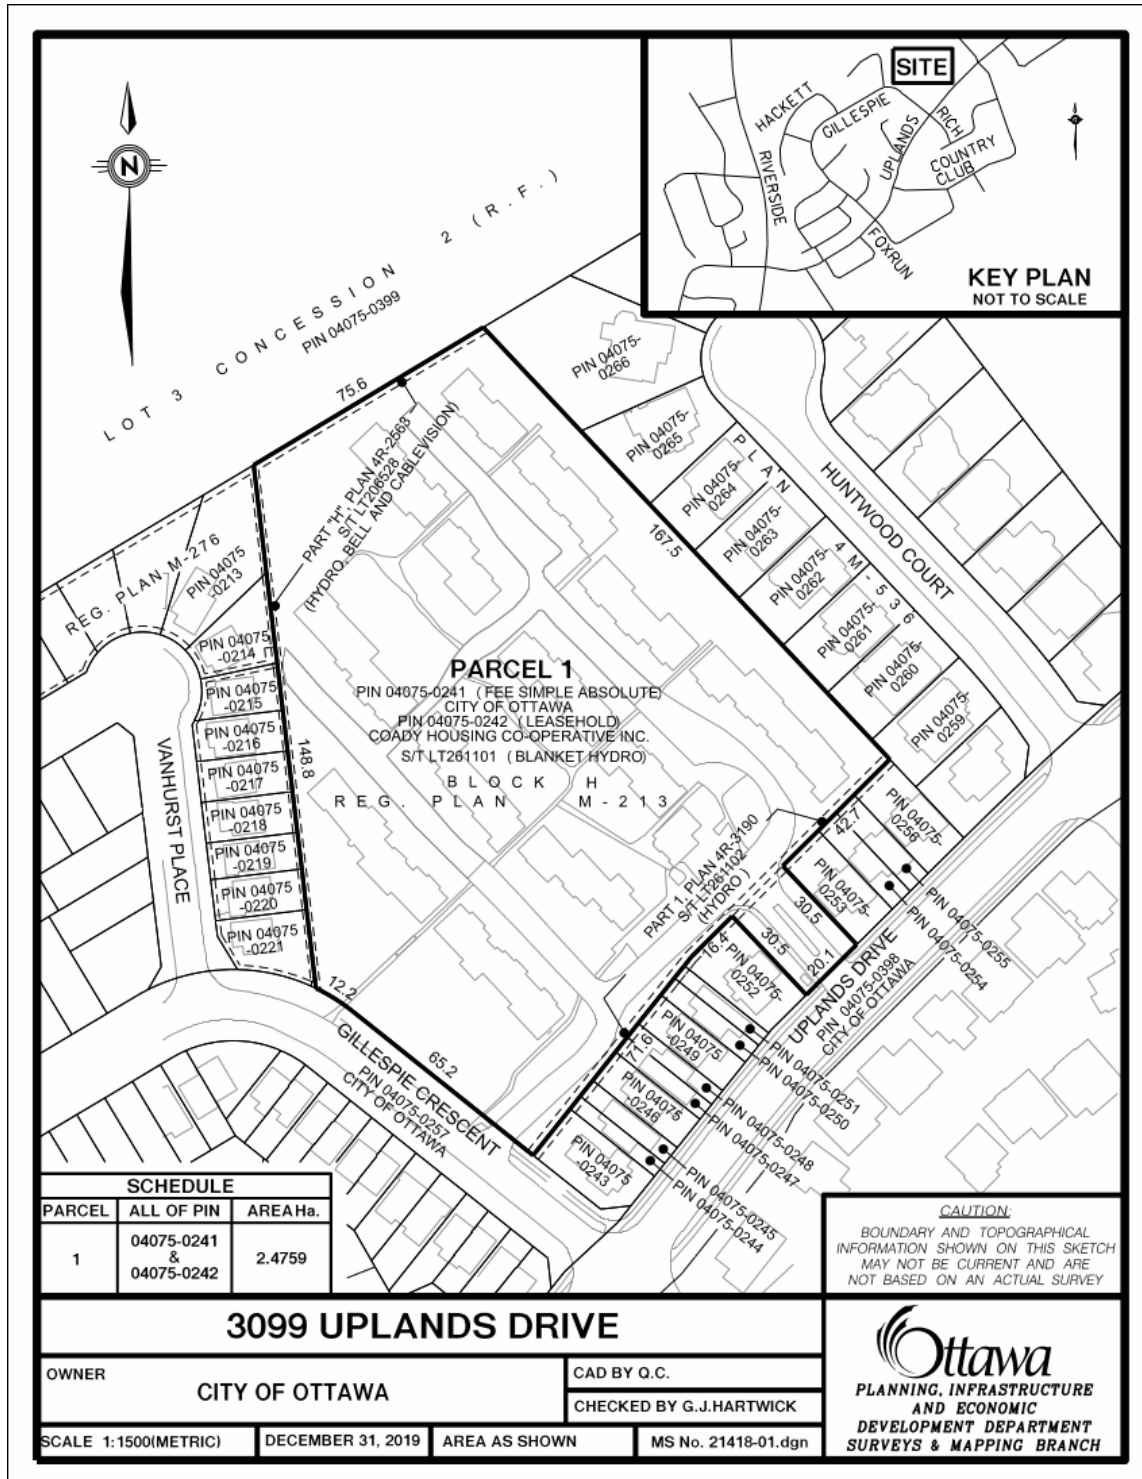 SITE
HACKETT
GILLESPIE
RICH
UPLANDS
COUNTRY
CLUB
RIVERSIDE
FOXRUN
KEY PLAN
NOT TO SCALE
N
LOT 3 CONCESSION 2 (R.F.)
PIN 04075-0399
75.6
PIN 04075-
0266
PIN 04075-
0265
PIN 04075-
0264
PIN 04075-
0263
PIN 04075-
0262
PIN 04075-
0261
PIN 04075-
0260
PIN 04075-
0259
PLAN 4M-536
HUNTWOOD COURT
167.5
PART "H", PLAN 4R-2563
S/T LT206528
(HYDRO, BELL AND CABLEVISION)
REG. PLAN M-276
PIN 04075
-0213
PIN 04075
-0214
PIN 04075
-0215
PIN 04075
-0216
PIN 04075
-0217
PIN 04075
-0218
PIN 04075
-0219
PIN 04075
-0220
PIN 04075
-0221
VANHURST PLACE
148.8
PARCEL 1
PIN 04075-0241 (FEE SIMPLE ABSOLUTE)
CITY OF OTTAWA
PIN 04075-0242 (LEASEHOLD)
COADY HOUSING CO-OPERATIVE INC.
S/T LT261101 (BLANKET HYDRO)
BLOCK H
REG. PLAN M-213
PART 1, PLAN 4R-3190
S/T LT261102
(HYDRO)
42.7
PIN 04075-
0256
PIN 04075-
0253
PIN 04075-0255
PIN 04075-0254
30.5
30.5
20.1
16.4
PIN 04075-
0252
UPLANDS DRIVE
PIN 04075-0398
CITY OF OTTAWA
PIN 04075
-0249
71.6
PIN 04075-0251
PIN 04075-0250
PIN 04075
-0246
PIN 04075-0248
PIN 04075-0247
PIN 04075
-0243
PIN 04075-0245
PIN 04075-0244
12.2
65.2
GILLESPIE CRESCENT
PIN 04075-0257
CITY OF OTTAWA
SCHEDULE
PARCEL ALL OF PIN AREA Ha.
1 04075-0241 & 04075-0242 2.4759
CAUTION:
BOUNDARY AND TOPOGRAPHICAL
INFORMATION SHOWN ON THIS SKETCH
MAY NOT BE CURRENT AND ARE
NOT BASED ON AN ACTUAL SURVEY
3099 UPLANDS DRIVE
OWNER
CITY OF OTTAWA
CAD BY Q.C.
CHECKED BY G.J.HARTWICK
SCALE 1:1500(METRIC) DECEMBER 31, 2019 AREA AS SHOWN MS No. 21418-01.dgn
Ottawa
PLANNING, INFRASTRUCTURE
AND ECONOMIC
DEVELOPMENT DEPARTMENT
SURVEYS & MAPPING BRANCH